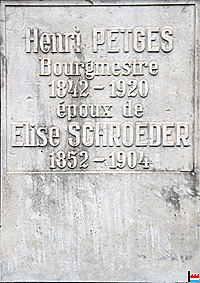 Henri PETGES
Bourgmestre
1842 - 1920
époux de
Elise SCHROEDER
1852 - 1904